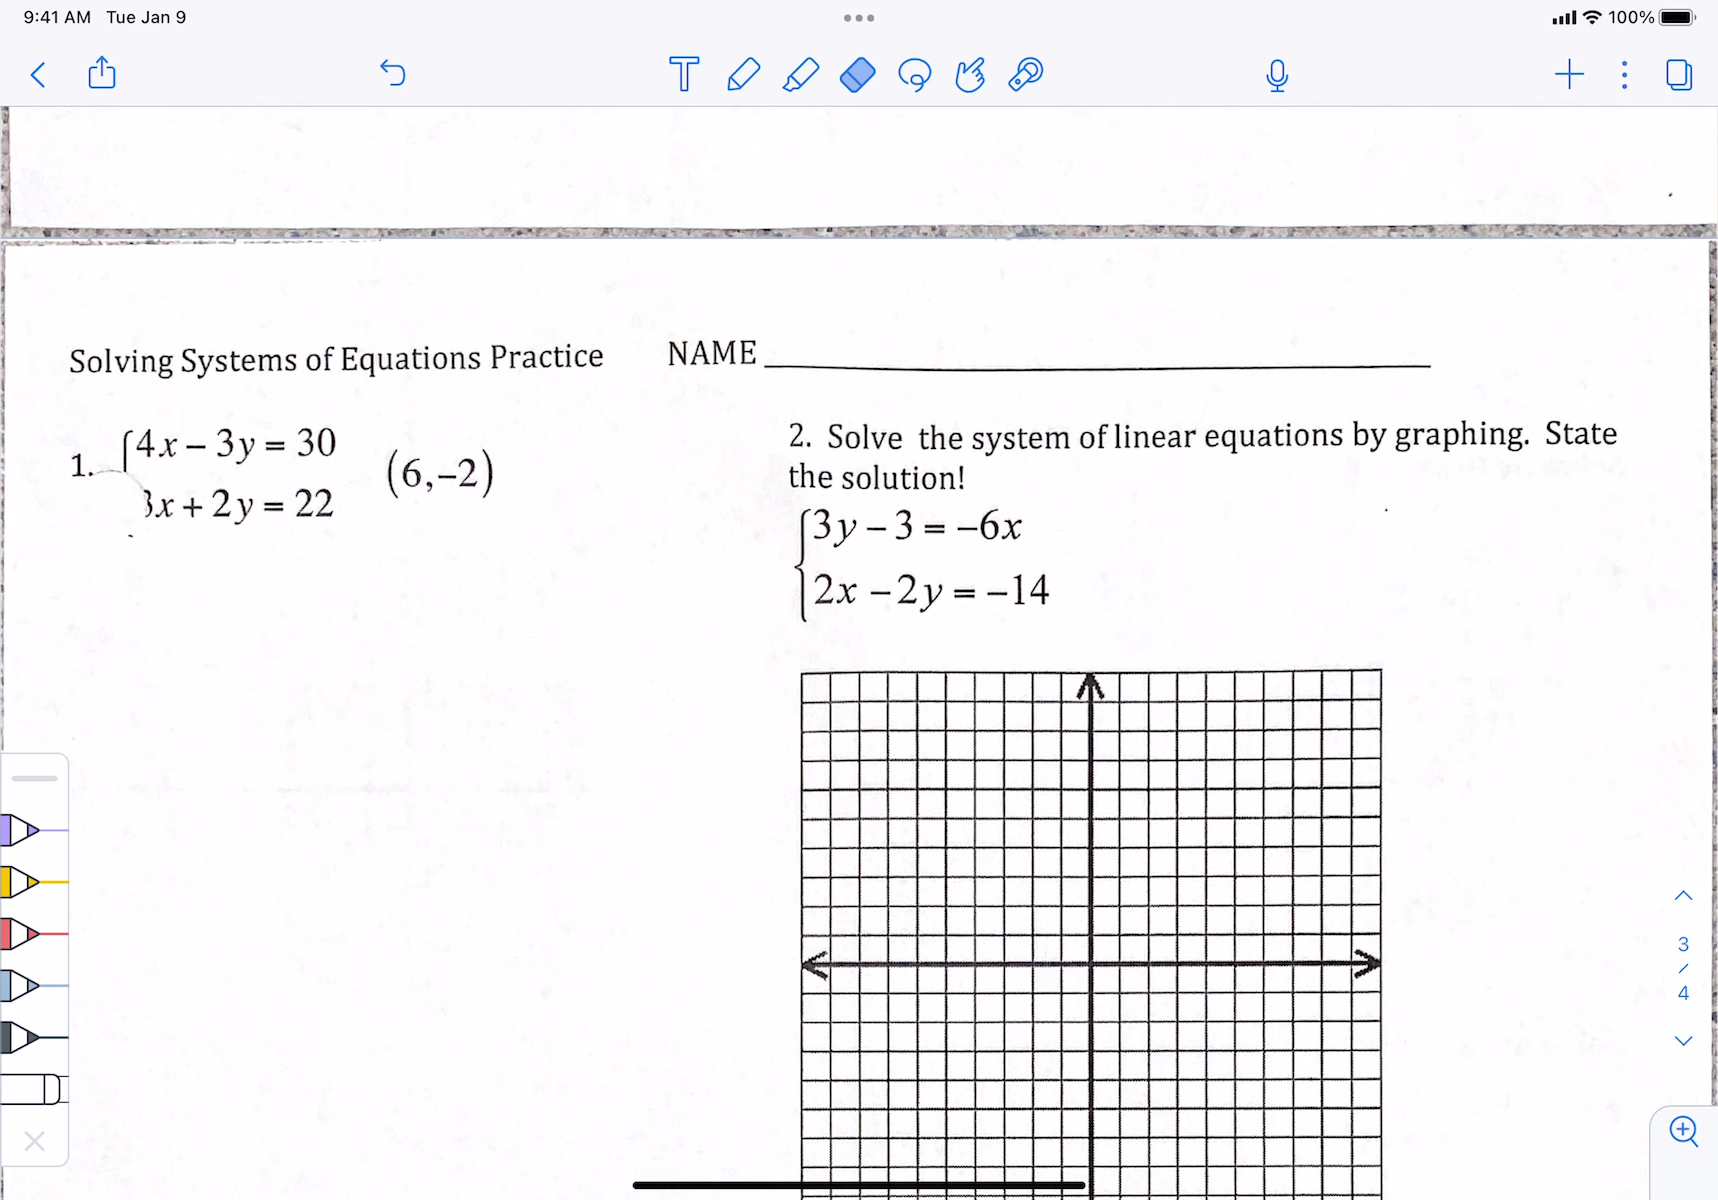 9:41 AM Tue Jan 9
100%
Solving Systems of Equations Practice NAME
1. 4x – 3y = 30
3x + 2y = 22
(6,–2)
2. Solve the system of linear equations by graphing. State
the solution!
3y – 3 = –6x
2x – 2y = –14
3
/
4